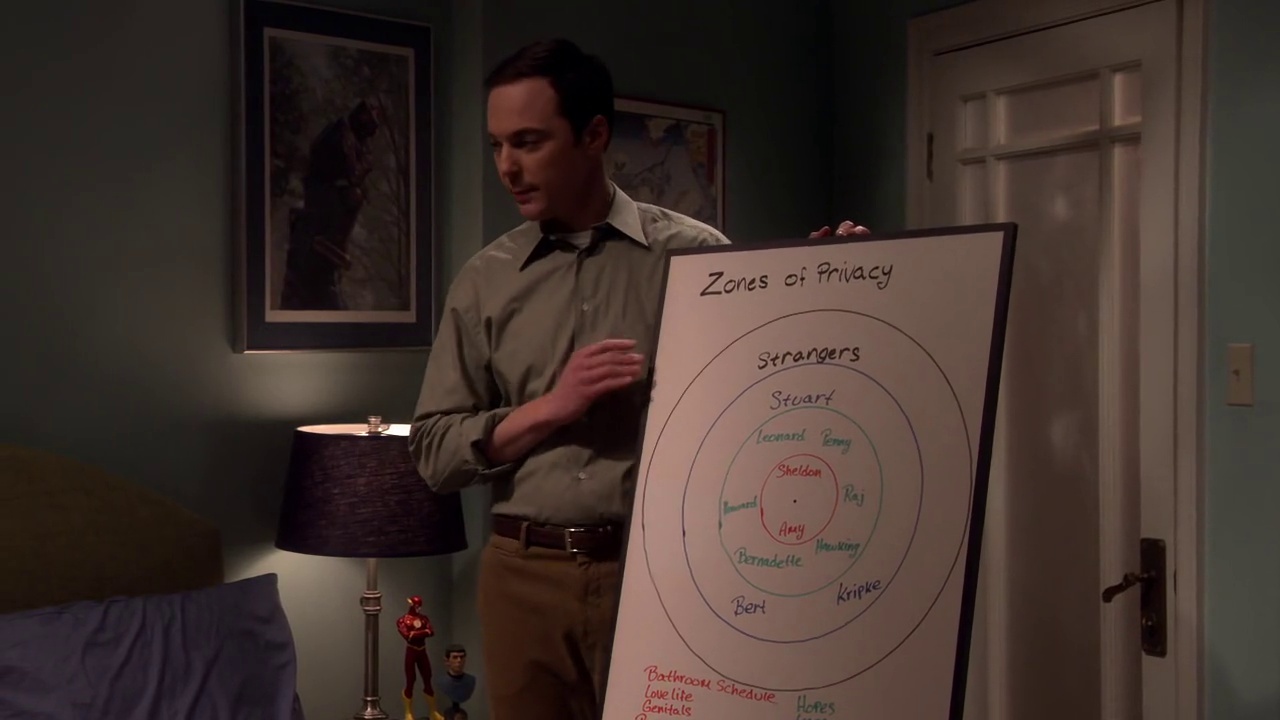 Zones of Privacy
Strangers
Stuart
Leonard Penny
Sheldon
Howard Raj
Amy
Bernadette Hawking
Bert Kripke
Bathroom Schedule
Love life
Genitals
Hopes